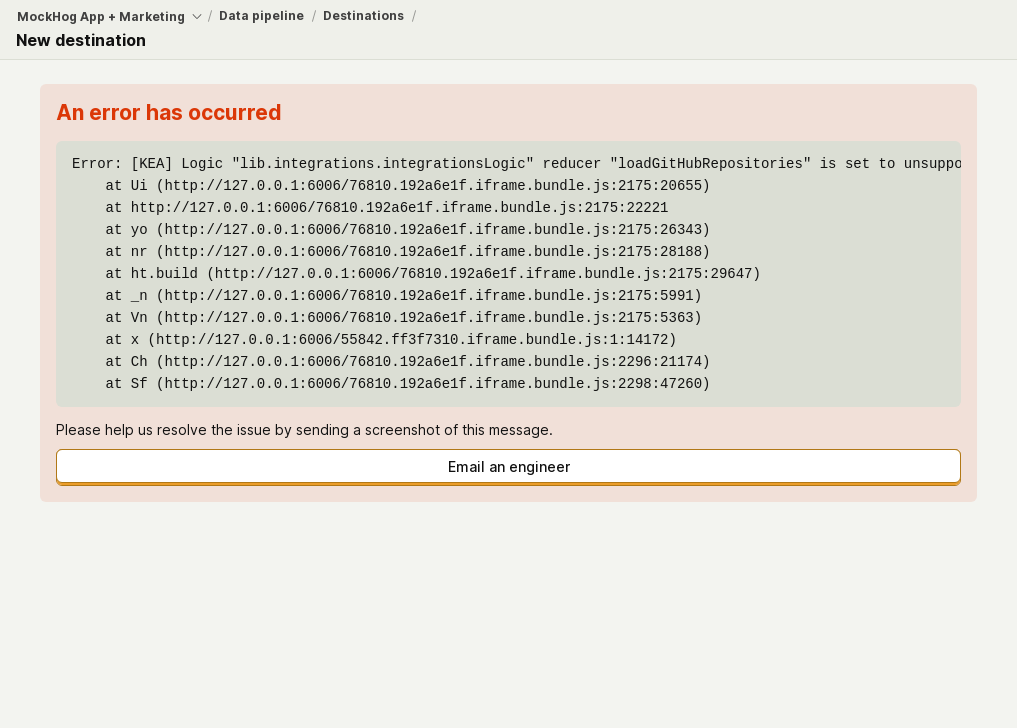 MockHog App + Marketing / Data pipeline / Destinations /
New destination
An error has occurred
Error: [KEA] Logic "lib.integrations.integrationsLogic" reducer "loadGitHubRepositories" is set to unsuppo
at Ui (http://127.0.0.1:6006/76810.192a6e1f.iframe.bundle.js:2175:20655)
at http://127.0.0.1:6006/76810.192a6e1f.iframe.bundle.js:2175:22221
at yo (http://127.0.0.1:6006/76810.192a6e1f.iframe.bundle.js:2175:26343)
at nr (http://127.0.0.1:6006/76810.192a6e1f.iframe.bundle.js:2175:28188)
at ht.build (http://127.0.0.1:6006/76810.192a6e1f.iframe.bundle.js:2175:29647)
at _n (http://127.0.0.1:6006/76810.192a6e1f.iframe.bundle.js:2175:5991)
at Vn (http://127.0.0.1:6006/76810.192a6e1f.iframe.bundle.js:2175:5363)
at x (http://127.0.0.1:6006/55842.ff3f7310.iframe.bundle.js:1:14172)
at Ch (http://127.0.0.1:6006/76810.192a6e1f.iframe.bundle.js:2296:21174)
at Sf (http://127.0.0.1:6006/76810.192a6e1f.iframe.bundle.js:2298:47260)
Please help us resolve the issue by sending a screenshot of this message.
Email an engineer